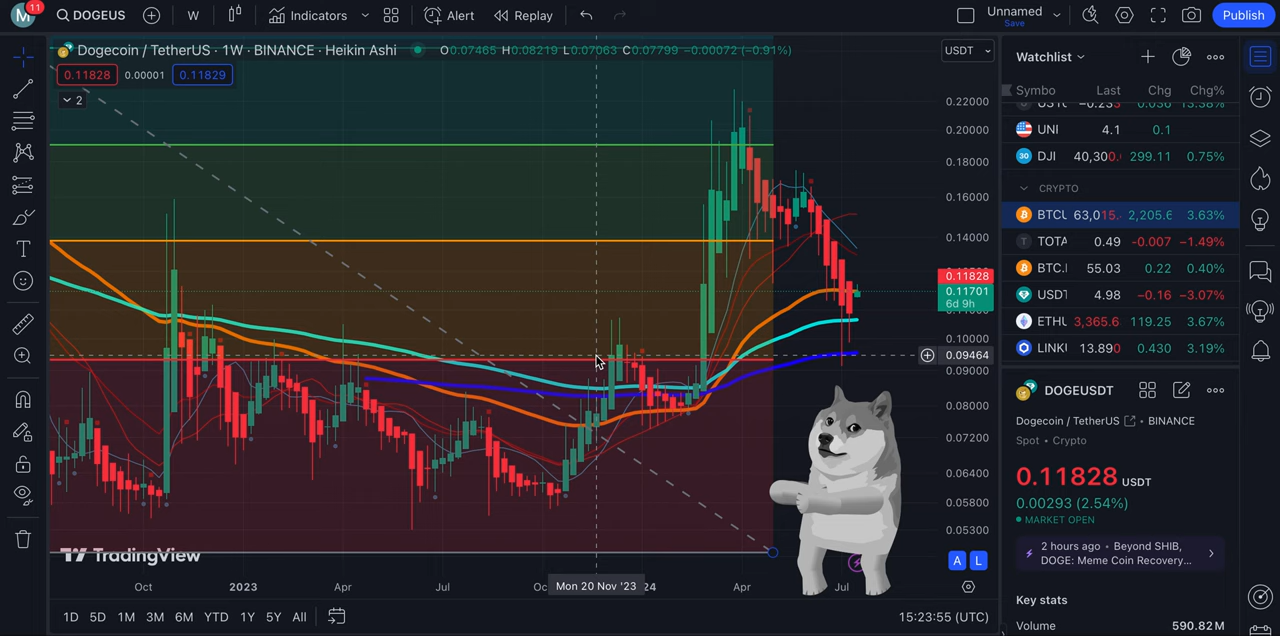 M 11 DOGEUS W Indicators Alert Replay Unnamed Save Publish
Dogecoin / TetherUS · 1W · BINANCE · Heikin Ashi O0.07465 H0.08219 L0.07063 C0.07799 −0.00072 (−0.91%)
USDT
0.11828 0.00001 0.11829
2
0.22000
0.20000
0.18000
0.16000
0.14000
0.11828
0.11701
6d 9h
0.10000
0.09464
0.09000
0.08000
0.07200
0.06400
0.05800
0.05300
TradingView
A L
Oct 2023 Apr Jul Mon 20 Nov '23 24 Apr Jul
1D 5D 1M 3M 6M YTD 1Y 5Y All 15:23:55 (UTC)
Watchlist
Symbo Last Chg Chg%
UNI 4.1 0.1
30 DJI 40,300. 299.11 0.75%
CRYPTO
BTCU 63,015. 2,205.6 3.63%
TOTA 0.49 −0.007 −1.49%
BTC. 55.03 0.22 0.40%
USDT 4.98 −0.16 −3.07%
ETHU 3,365.6 119.25 3.67%
LINK 13.890 0.430 3.19%
DOGEUSDT
Dogecoin / TetherUS • BINANCE
Spot • Crypto
0.11828 USDT
0.00293 (2.54%)
MARKET OPEN
2 hours ago • Beyond SHIB,
DOGE: Meme Coin Recovery...
Key stats
Volume 590.82M